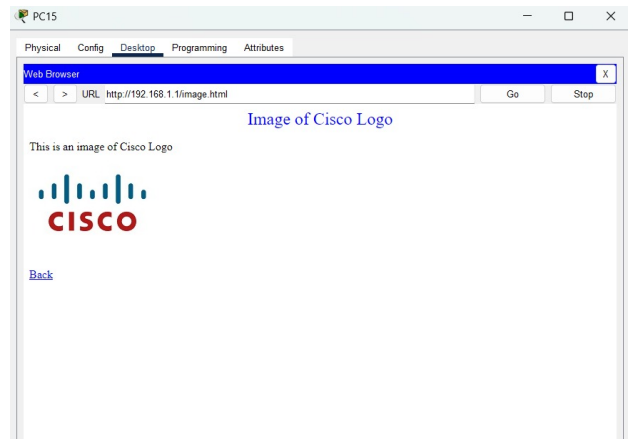 PC15
Physical Config Desktop Programming Attributes
Web Browser X
< > URL http://192.168.1.1/image.html Go Stop
Image of Cisco Logo
This is an image of Cisco Logo
CISCO
Back